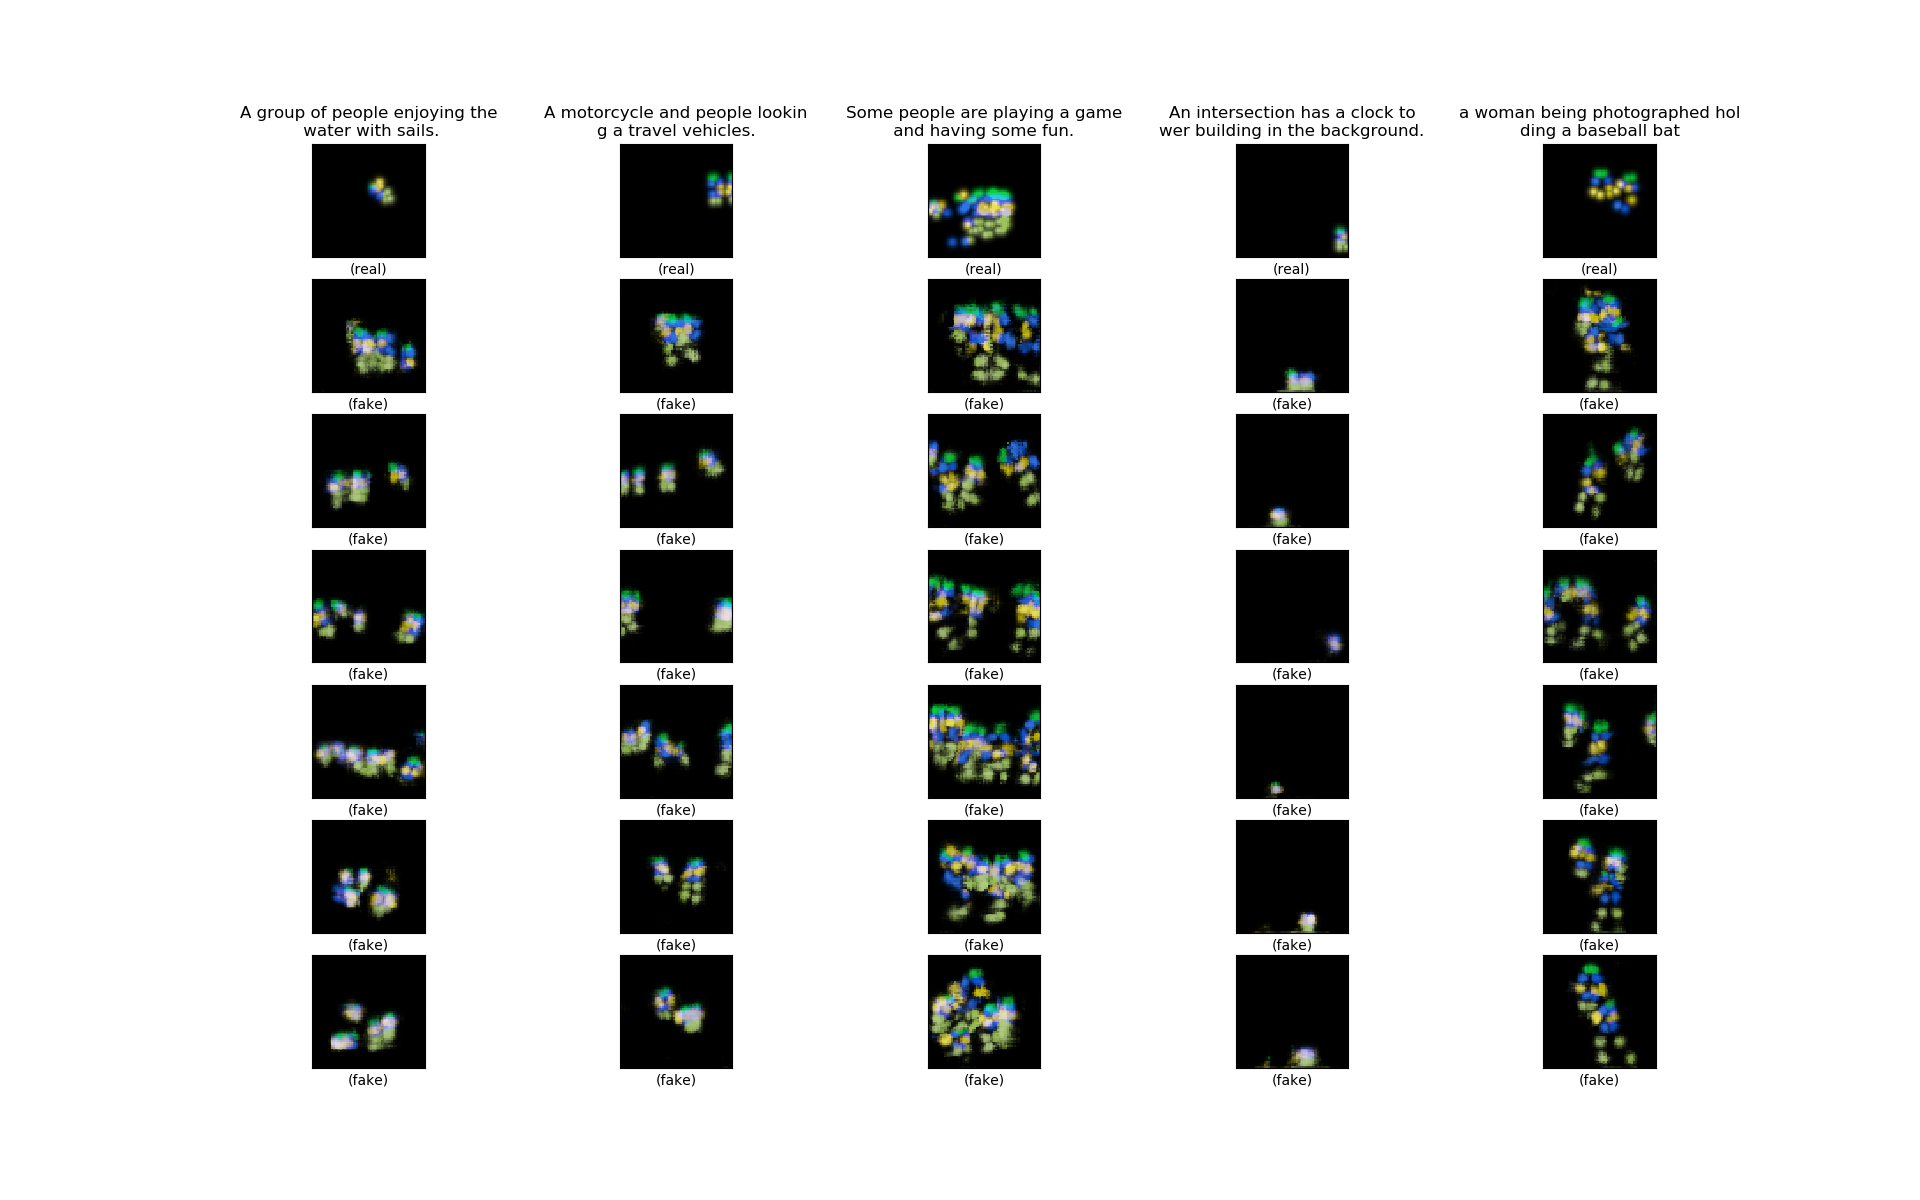 A group of people enjoying the
water with sails.
A motorcycle and people lookin
g a travel vehicles.
Some people are playing a game
and having some fun.
An intersection has a clock to
wer building in the background.
a woman being photographed hol
ding a baseball bat
(real) (real) (real) (real) (real)
(fake) (fake) (fake) (fake) (fake)
(fake) (fake) (fake) (fake) (fake)
(fake) (fake) (fake) (fake) (fake)
(fake) (fake) (fake) (fake) (fake)
(fake) (fake) (fake) (fake) (fake)
(fake) (fake) (fake) (fake) (fake)